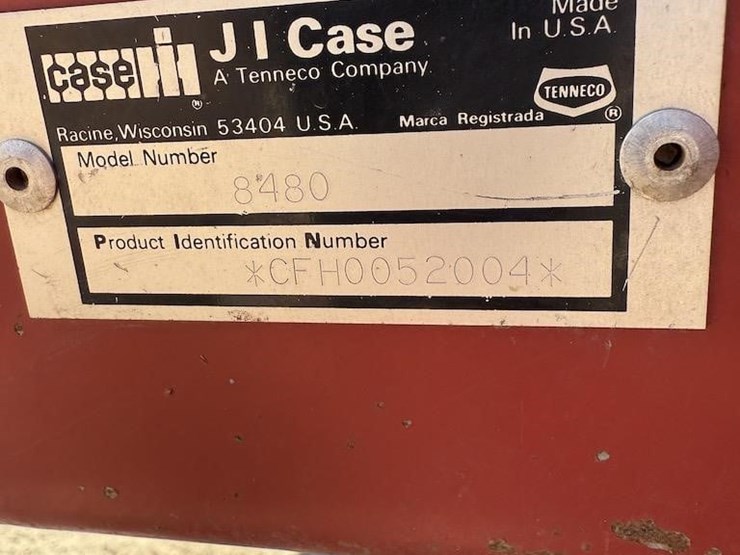 case IH
J I Case
A Tenneco Company
Made
In U.S.A.
TENNECO
®
®
Racine, Wisconsin 53404 U.S.A.
Marca Registrada
Model Number
8480
Product Identification Number
*CFH0052004*